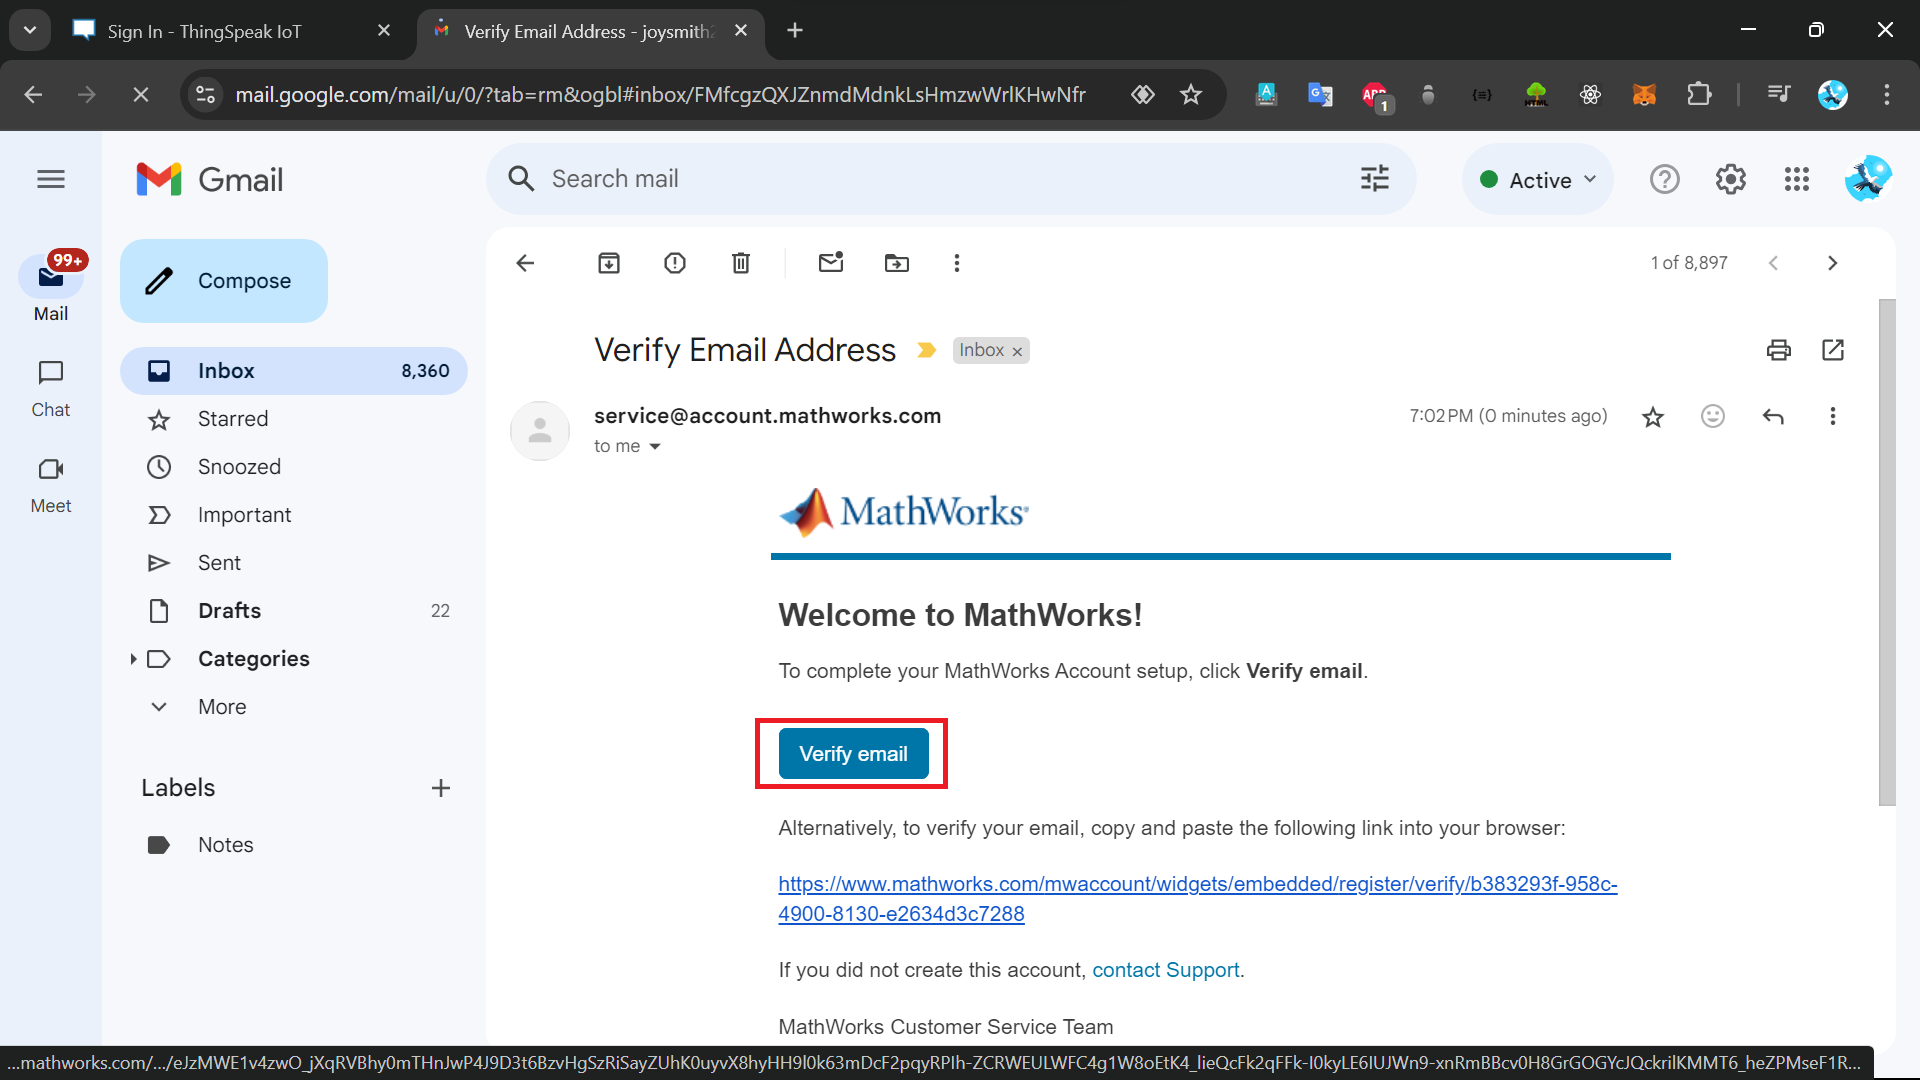 Sign In - ThingSpeak IoT
Verify Email Address - joysmith
mail.google.com/mail/u/0/?tab=rm&ogbl#inbox/FMfcgzQXJZnmdMdnkLsHmzwWrlKHwNfr
1
Gmail
Search mail
Active
99+
Mail
Chat
Meet
Compose
Inbox 8,360
Starred
Snoozed
Important
Sent
Drafts 22
Categories
More
Labels
Notes
1 of 8,897
Verify Email Address Inbox ×
service@account.mathworks.com 7:02 PM (0 minutes ago)
to me
MathWorks®
Welcome to MathWorks!
To complete your MathWorks Account setup, click Verify email.
Verify email
Alternatively, to verify your email, copy and paste the following link into your browser:
https://www.mathworks.com/mwaccount/widgets/embedded/register/verify/b383293f-958c-
4900-8130-e2634d3c7288
If you did not create this account, contact Support.
MathWorks Customer Service Team